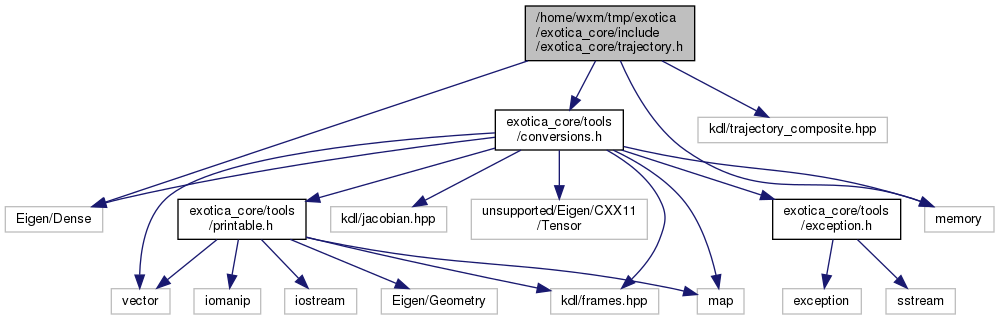 /home/wxm/tmp/exotica
/exotica_core/include
/exotica_core/trajectory.h
exotica_core/tools
/conversions.h
kdl/trajectory_composite.hpp
Eigen/Dense
exotica_core/tools
/printable.h
kdl/jacobian.hpp
unsupported/Eigen/CXX11
/Tensor
exotica_core/tools
/exception.h
memory
vector
iomanip
iostream
Eigen/Geometry
kdl/frames.hpp
map
exception
sstream